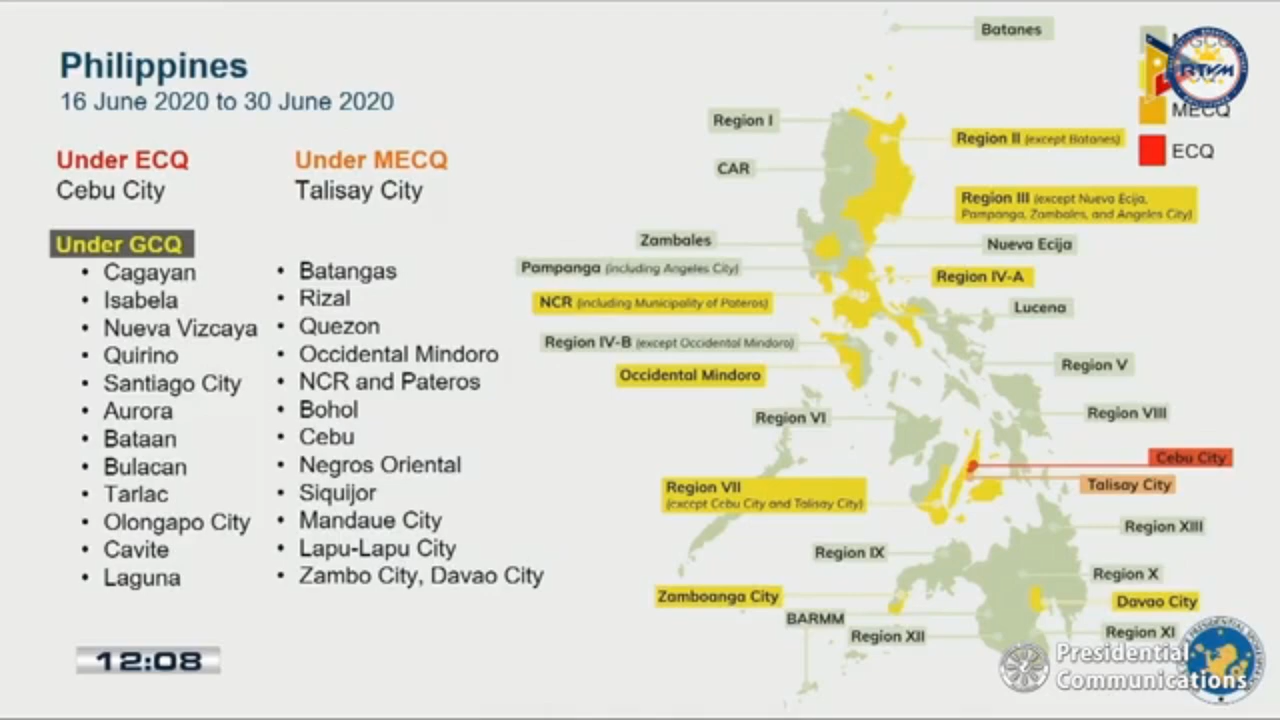 Philippines
16 June 2020 to 30 June 2020
Under ECQ
Cebu City
Under MECQ
Talisay City
Under GCQ
• Cagayan
• Isabela
• Nueva Vizcaya
• Quirino
• Santiago City
• Aurora
• Bataan
• Bulacan
• Tarlac
• Olongapo City
• Cavite
• Laguna
• Batangas
• Rizal
• Quezon
• Occidental Mindoro
• NCR and Pateros
• Bohol
• Cebu
• Negros Oriental
• Siquijor
• Mandaue City
• Lapu-Lapu City
• Zambo City, Davao City
12:08
Batanes
Region I
Region II (except Batanes)
CAR
Region III (except Nueva Ecija,
Pampanga, Zambales, and Angeles City)
Zambales
Nueva Ecija
Pampanga (including Angeles City)
Region IV-A
NCR (including Municipality of Pateros)
Lucena
Region IV-B (except Occidental Mindoro)
Region V
Occidental Mindoro
Region VI
Region VIII
Cebu City
Talisay City
Region VII
(except Cebu City and Talisay City)
Region XIII
Region IX
Region X
Zamboanga City
Davao City
BARMM
Region XII
Region XI
RTVM
MECQ
ECQ
Presidential
Communications